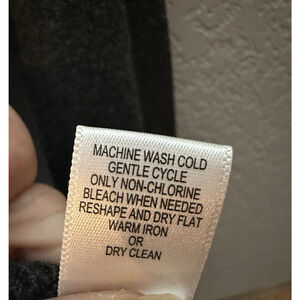 MACHINE WASH COLD
GENTLE CYCLE
ONLY NON-CHLORINE
BLEACH WHEN NEEDED
RESHAPE AND DRY FLAT
WARM IRON
OR
DRY CLEAN